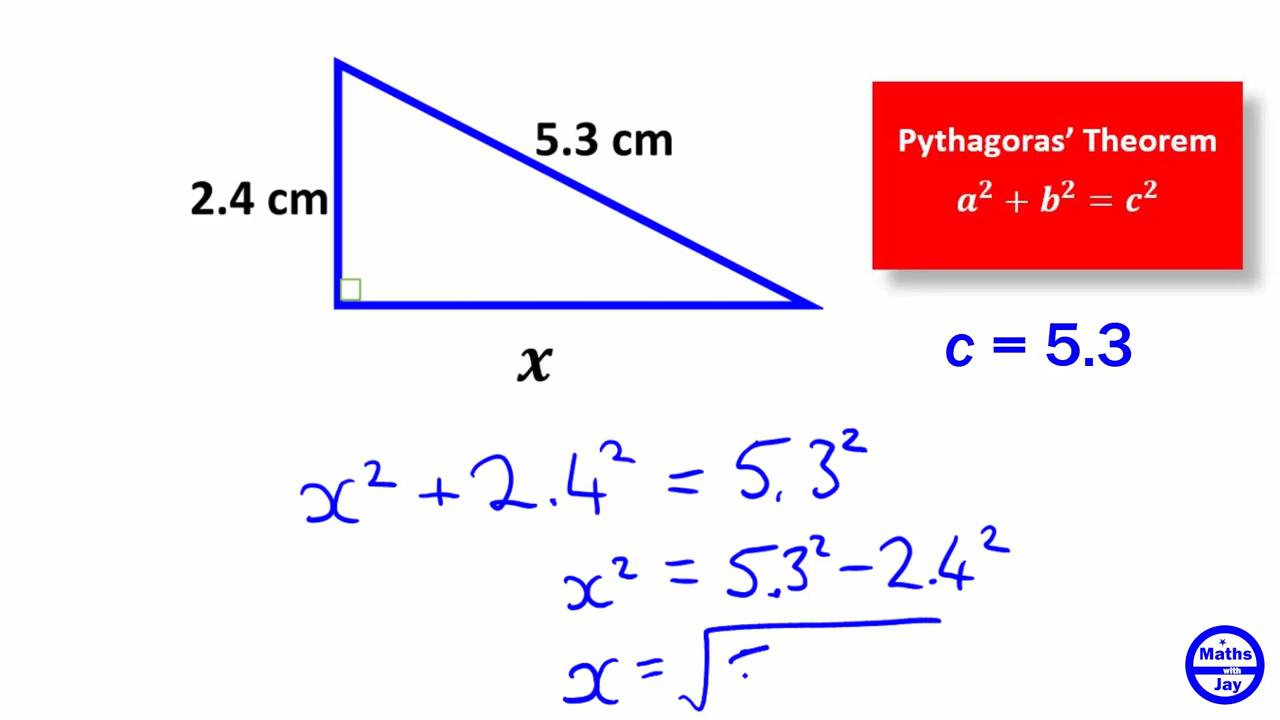 5.3 cm
2.4 cm
x
Pythagoras' Theorem
a² + b² = c²
c = 5.3
x² + 2.4² = 5.3²
x² = 5.3² − 2.4²
x = √
Maths
with
Jay